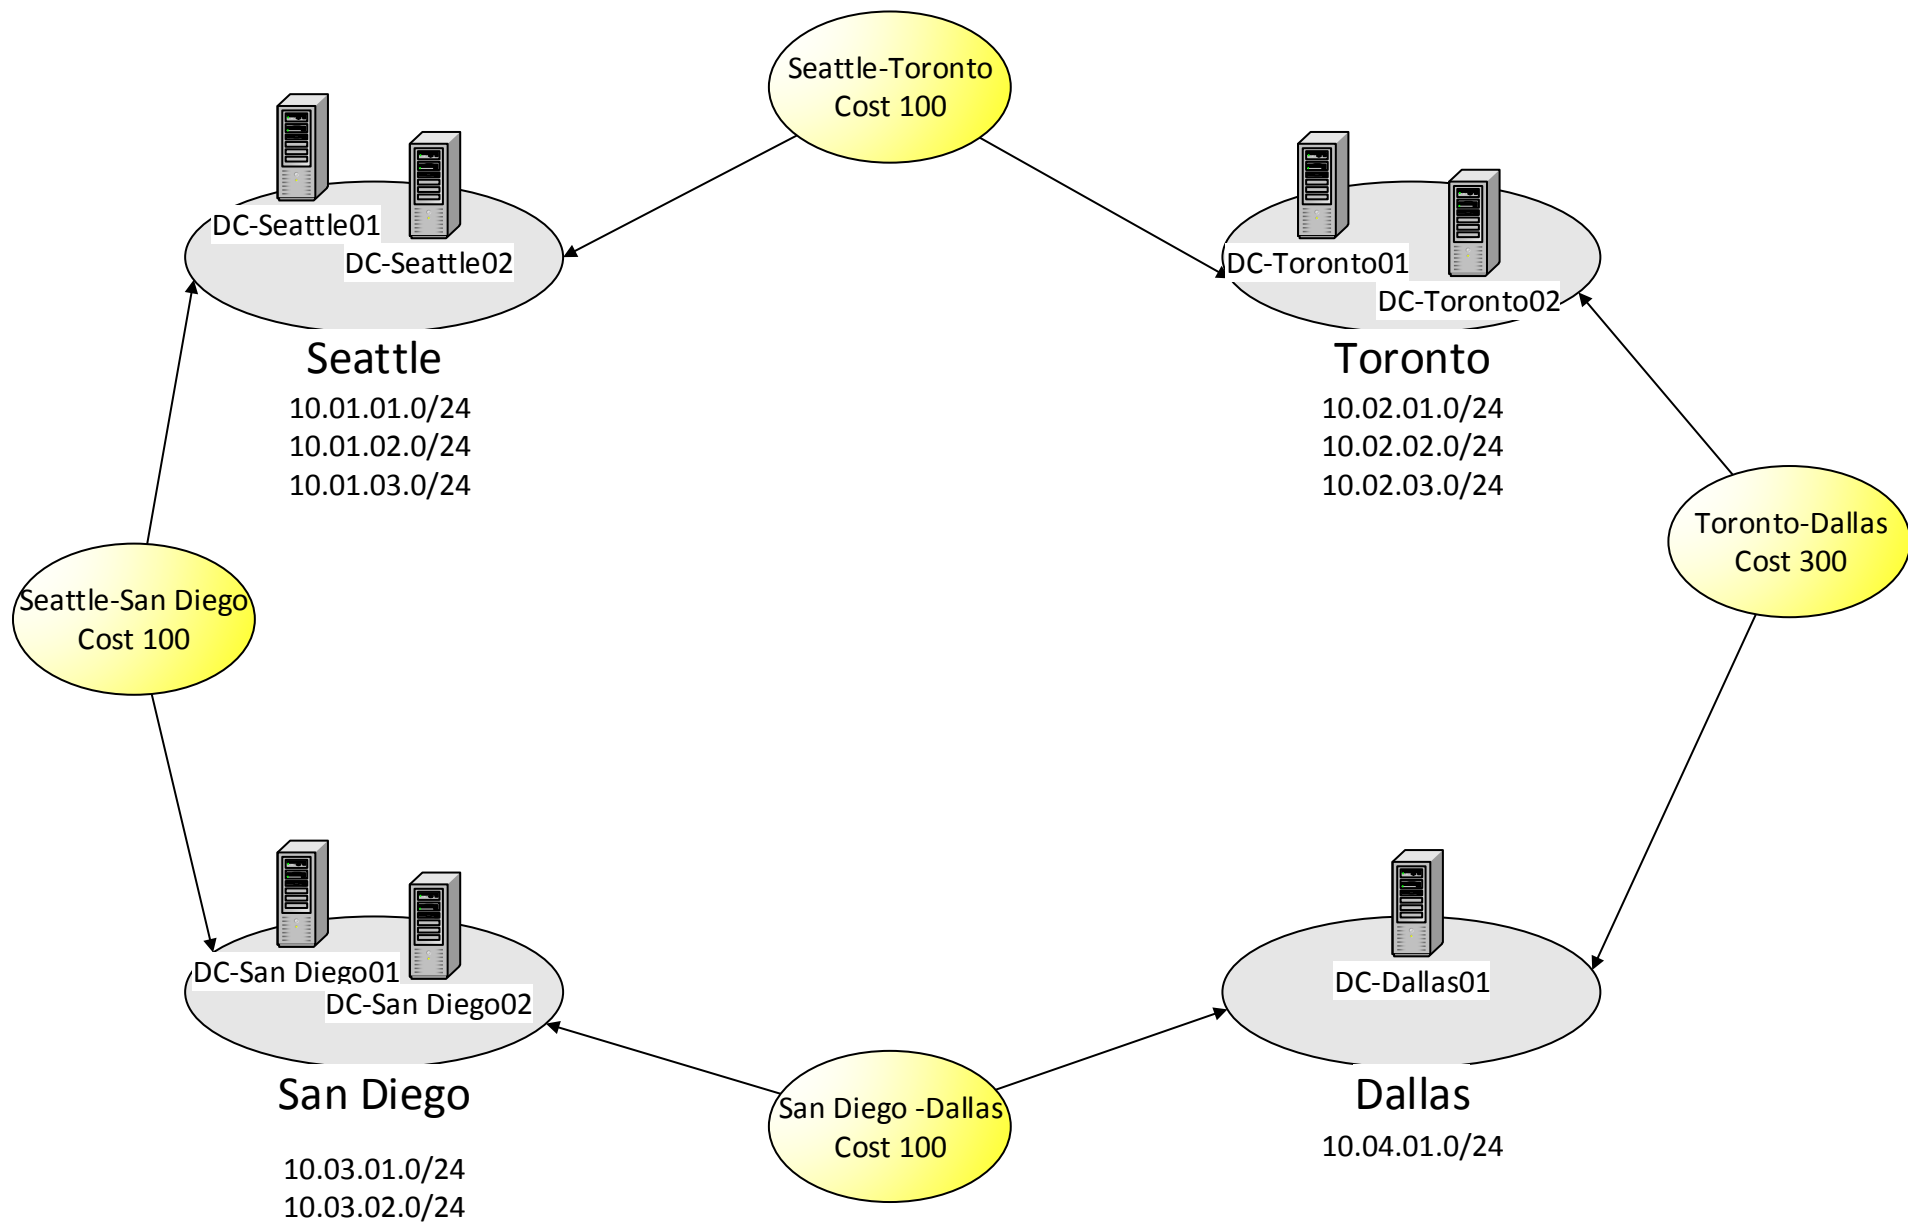 Seattle-Toronto
Cost 100
DC-Seattle01
DC-Seattle02
DC-Toronto01
DC-Toronto02
Seattle
10.01.01.0/24
10.01.02.0/24
10.01.03.0/24
Toronto
10.02.01.0/24
10.02.02.0/24
10.02.03.0/24
Toronto-Dallas
Cost 300
Seattle-San Diego
Cost 100
DC-San Diego01
DC-San Diego02
DC-Dallas01
San Diego
10.03.01.0/24
10.03.02.0/24
San Diego -Dallas
Cost 100
Dallas
10.04.01.0/24